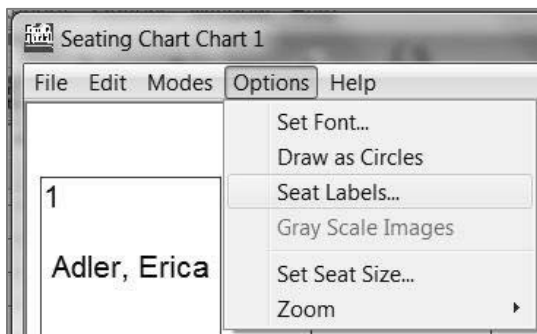 Seating Chart Chart 1
File Edit Modes Options Help
Set Font...
Draw as Circles
Seat Labels...
Gray Scale Images
Set Seat Size...
Zoom
1
Adler, Erica